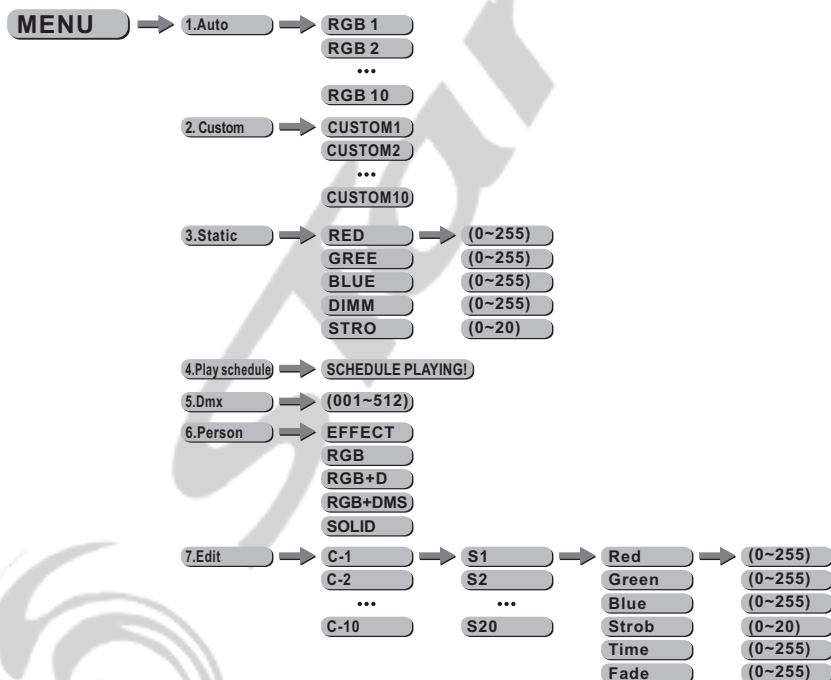 MENU 1.Auto RGB 1
RGB 2
...
RGB 10
2. Custom CUSTOM1
CUSTOM2
...
CUSTOM10
3.Static RED (0~255)
GREE (0~255)
BLUE (0~255)
DIMM (0~255)
STRO (0~20)
4.Play schedule SCHEDULE PLAYING!
5.Dmx (001~512)
6.Person EFFECT
RGB
RGB+D
RGB+DMS
SOLID
7.Edit C-1 S1 Red (0~255)
C-2 S2 Green (0~255)
... ... Blue (0~255)
C-10 S20 Strob (0~20)
Time (0~255)
Fade (0~255)
Star